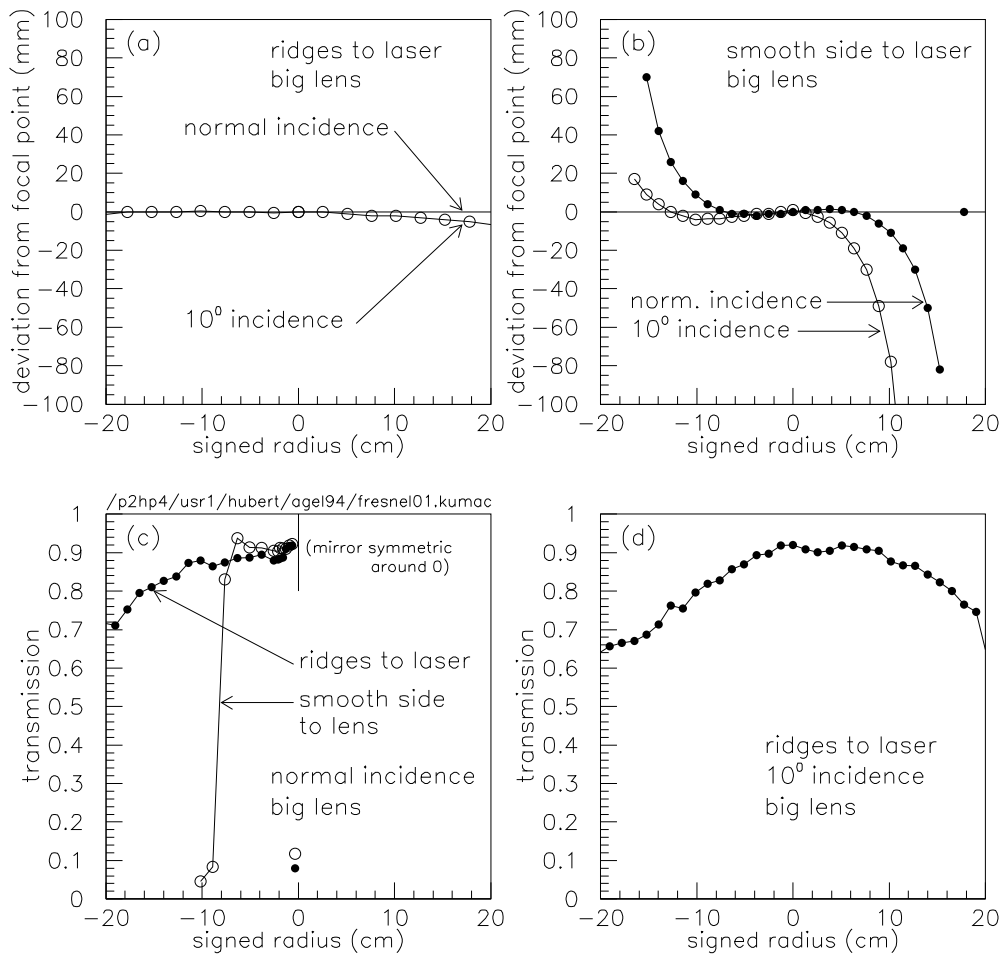 (a)
ridges to laser
big lens
normal incidence
10⁰ incidence
deviation from focal point (mm)
100
80
60
40
20
0
−20
−40
−60
−80
−100
−20
−10
0
10
20
signed radius (cm)
(b)
smooth side to laser
big lens
norm. incidence
10⁰ incidence
deviation from focal point (mm)
100
80
60
40
20
0
−20
−40
−60
−80
−100
−20
−10
0
10
20
signed radius (cm)
/p2hp4/usr1/hubert/agel94/fresnel01.kumac
(c)
(mirror symmetric
around 0)
ridges to laser
smooth side
to lens
normal incidence
big lens
transmission
1
0.9
0.8
0.7
0.6
0.5
0.4
0.3
0.2
0.1
0
−20
−10
0
10
20
signed radius (cm)
(d)
ridges to laser
10⁰ incidence
big lens
transmission
1
0.9
0.8
0.7
0.6
0.5
0.4
0.3
0.2
0.1
0
−20
−10
0
10
20
signed radius (cm)